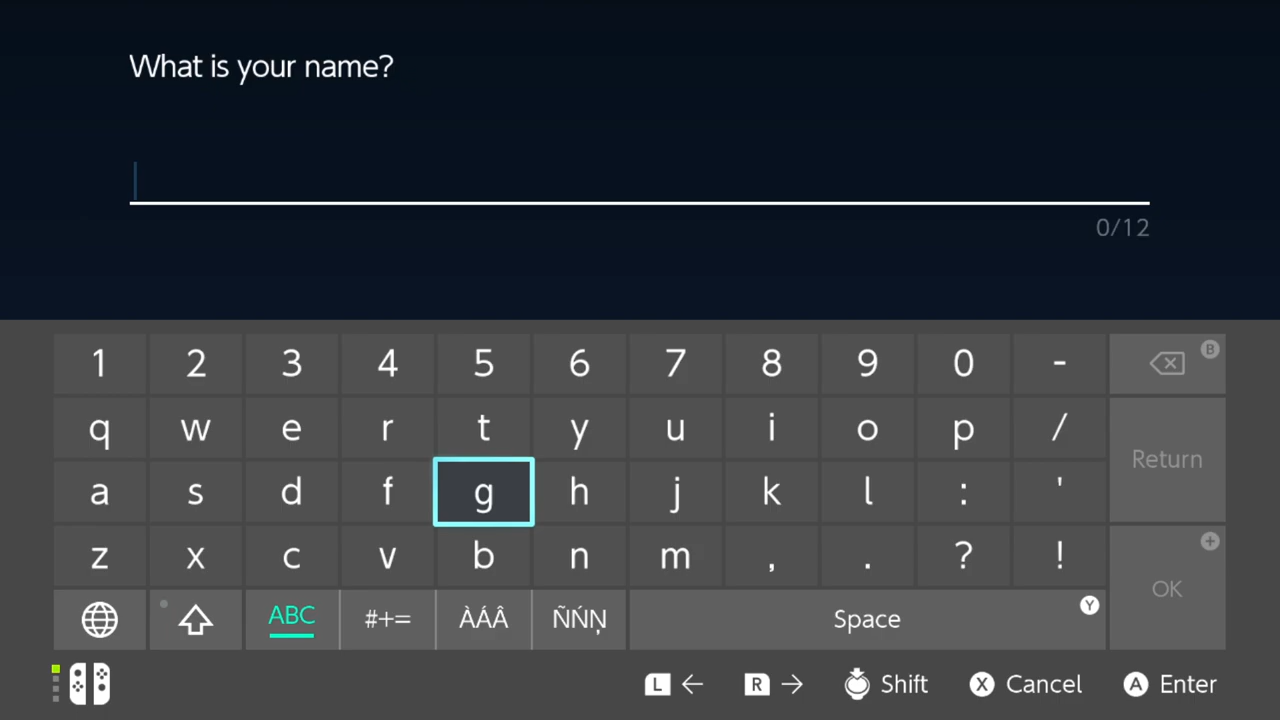 What is your name?
0/12
1 2 3 4 5 6 7 8 9 0 - B
q w e r t y u i o p / Return
a s d f g h j k l : '
z x c v b n m , . ? ! + OK
ABC #+= ÀÁÂ ÑŃŅ Space Y
L ← R → Shift X Cancel A Enter